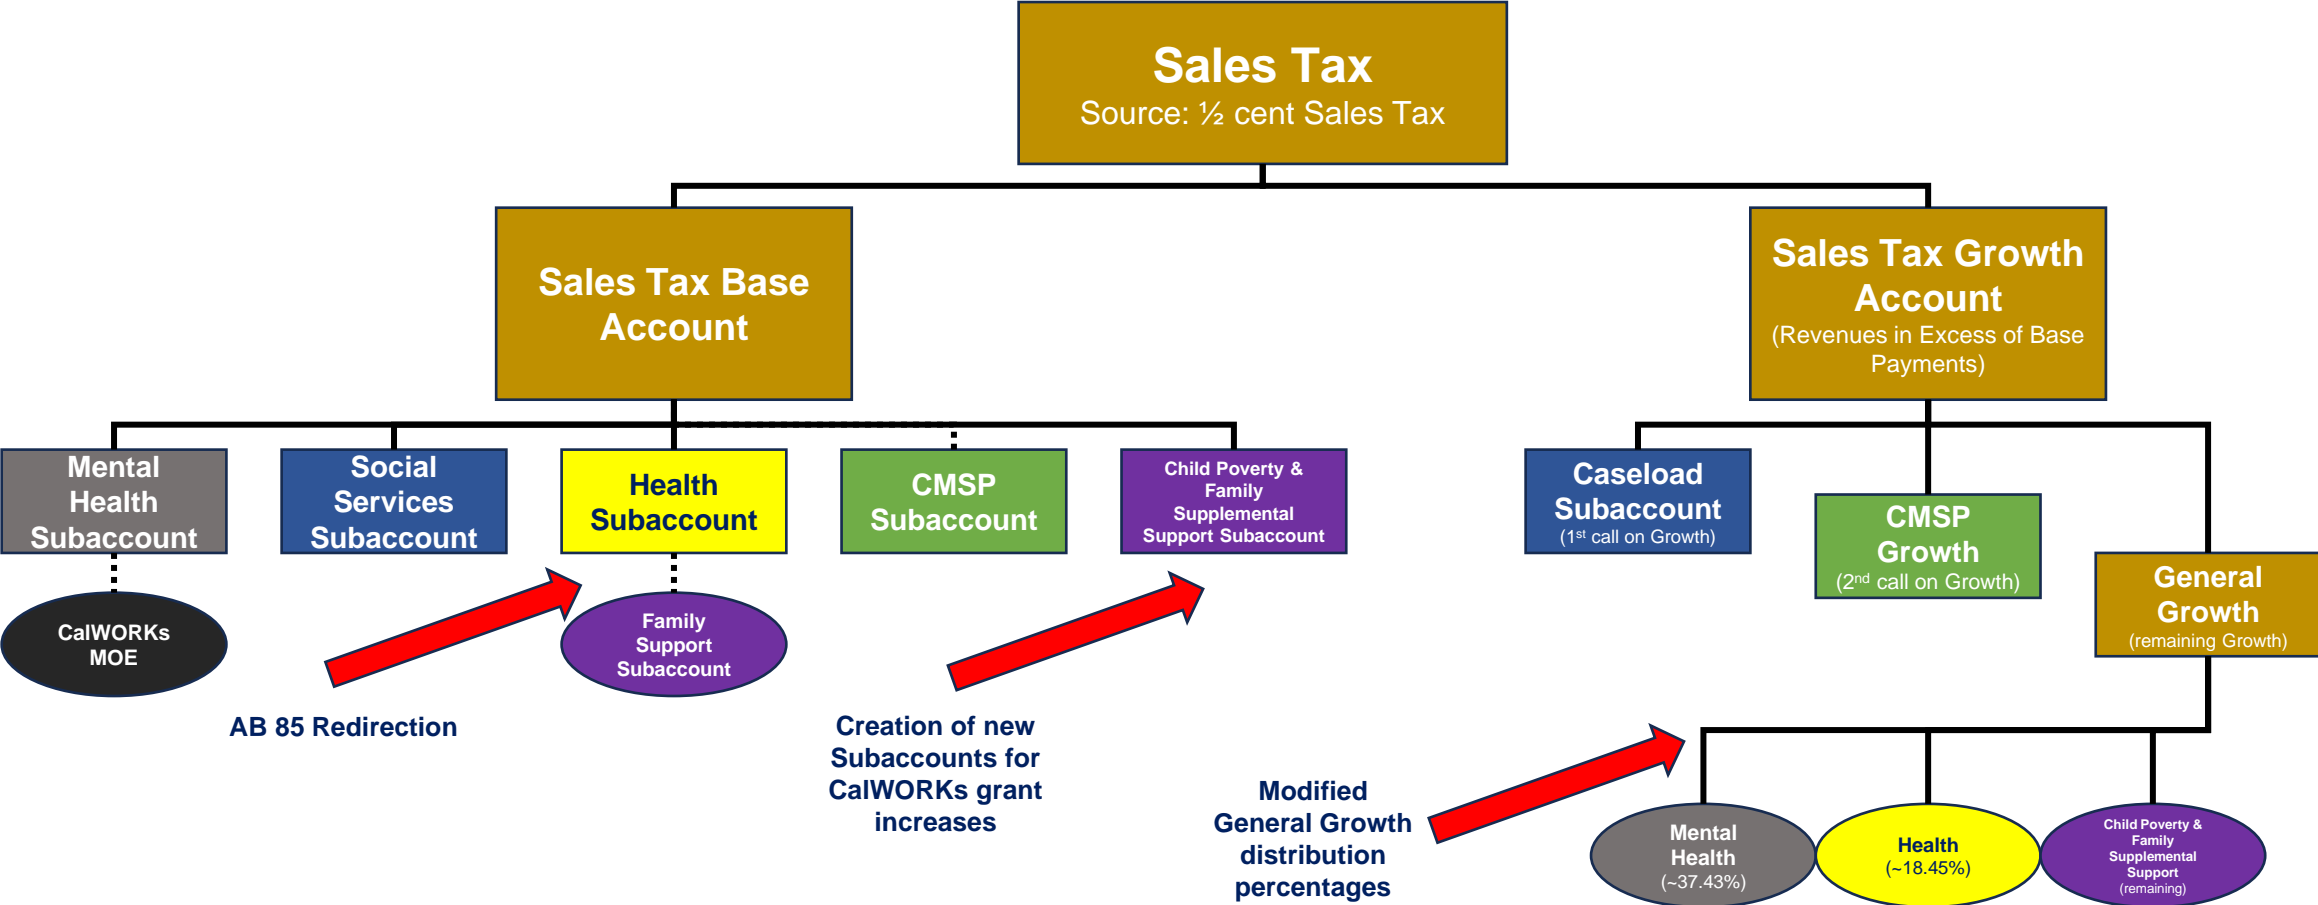 Sales Tax
Source: ½ cent Sales Tax
Sales Tax Base
Account
Sales Tax Growth
Account
(Revenues in Excess of Base
Payments)
Mental
Health
Subaccount
Social
Services
Subaccount
Health
Subaccount
CMSP
Subaccount
Child Poverty &
Family
Supplemental
Support Subaccount
Caseload
Subaccount
(1st call on Growth)
CMSP
Growth
(2nd call on Growth)
General
Growth
(remaining Growth)
CalWORKs
MOE
Family
Support
Subaccount
AB 85 Redirection
Creation of new
Subaccounts for
CalWORKs grant
increases
Modified
General Growth
distribution
percentages
Mental
Health
(~37.43%)
Health
(~18.45%)
Child Poverty &
Family
Supplemental
Support
(remaining)